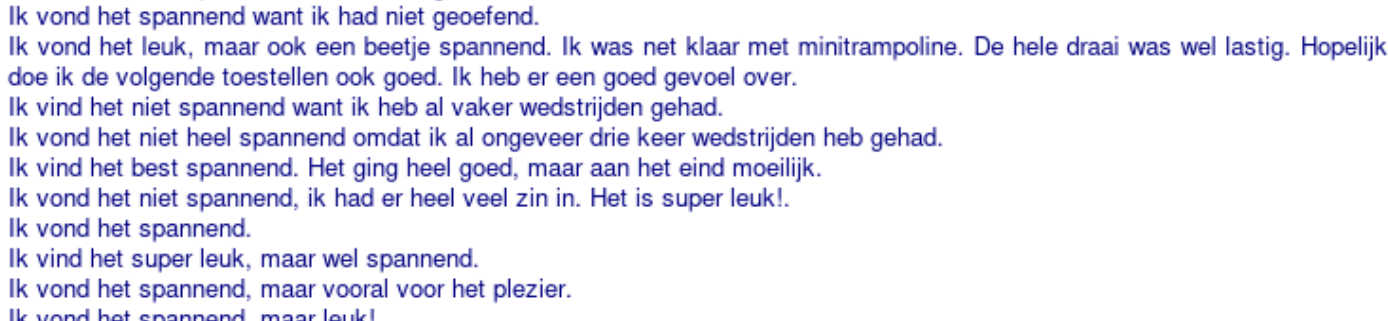 Ik vond het spannend want ik had niet geoefend.
Ik vond het leuk, maar ook een beetje spannend. Ik was net klaar met minitrampoline. De hele draai was wel lastig. Hopelijk
doe ik de volgende toestellen ook goed. Ik heb er een goed gevoel over.
Ik vind het niet spannend want ik heb al vaker wedstrijden gehad.
Ik vond het niet heel spannend omdat ik al ongeveer drie keer wedstrijden heb gehad.
Ik vind het best spannend. Het ging heel goed, maar aan het eind moeilijk.
Ik vond het niet spannend, ik had er heel veel zin in. Het is super leuk!.
Ik vond het spannend.
Ik vind het super leuk, maar wel spannend.
Ik vond het spannend, maar vooral voor het plezier.
Ik vond het spannend, maar leuk!